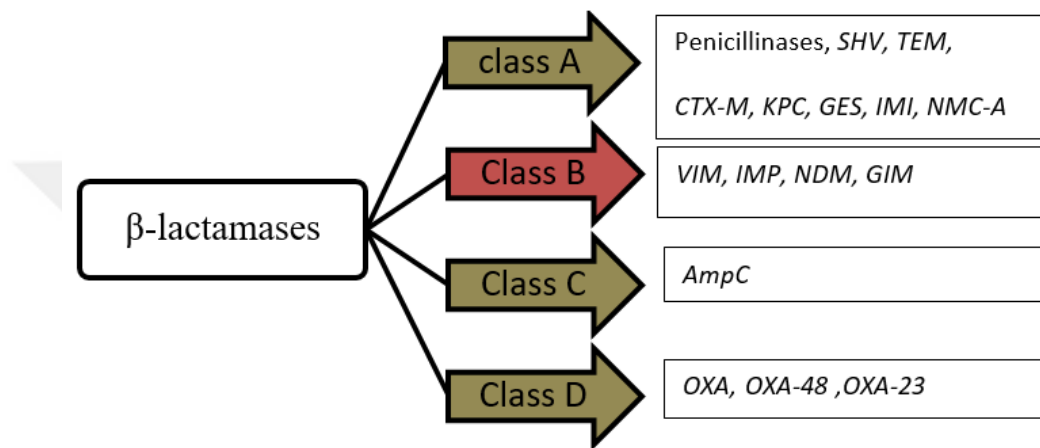 β-lactamases
class A
Penicillinases, SHV, TEM,
CTX-M, KPC, GES, IMI, NMC-A
Class B
VIM, IMP, NDM, GIM
Class C
AmpC
Class D
OXA, OXA-48 ,OXA-23